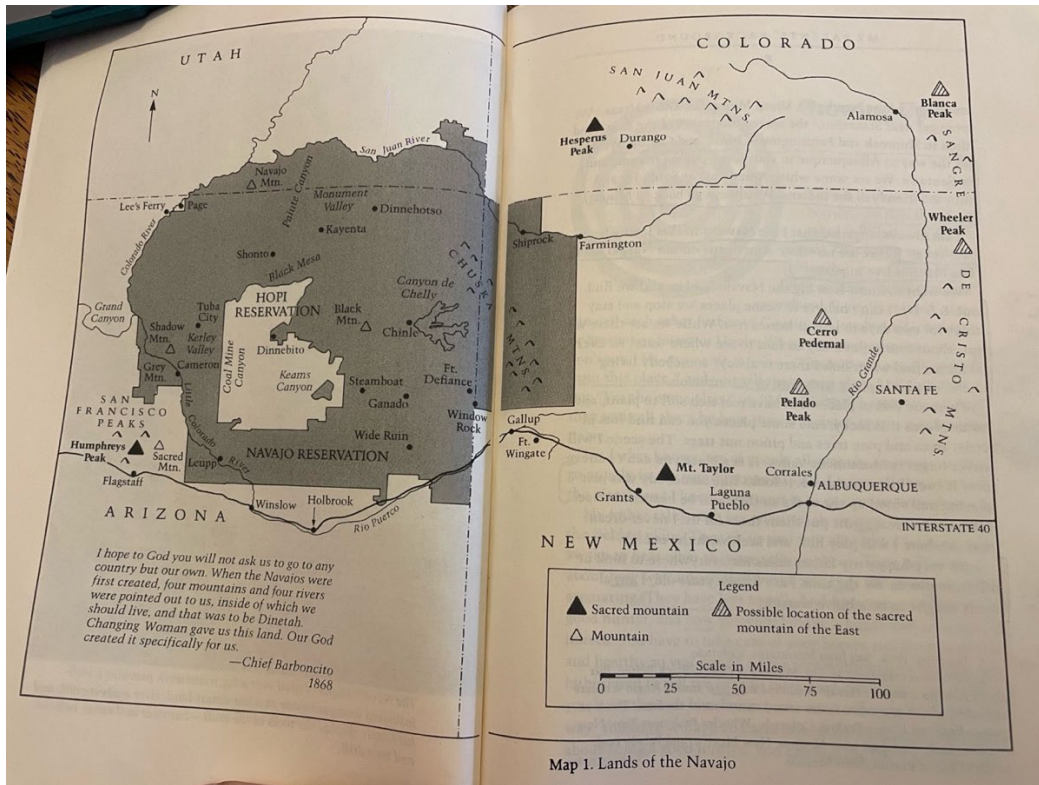 UTAH
N
San Juan River
Navajo
Mtn.
Paiute Canyon
Monument
Valley
Lee's Ferry
Page
Dinnehotso
Kayenta
Colorado River
Shonto
Black Mesa
CHUSKA
Canyon de
Chelly
Grand
Canyon
HOPI
RESERVATION
Tuba
City
Black
Mtn.
Shadow
Mtn.
Kerley
Valley
Chinle
Dinnebito
Grey
Mtn.
Cameron
Coal Mine
Canyon
Keams
Canyon
Steamboat
Ft.
Defiance
Ganado
SAN
FRANCISCO
PEAKS
Little Colorado
River
Window
Rock
Wide Ruin
Humphreys
Peak
Sacred
Mtn.
Leupp
NAVAJO RESERVATION
Flagstaff
Winslow
Holbrook
Rio Puerco
ARIZONA
I hope to God you will not ask us to go to any
country but our own. When the Navajos were
first created, four mountains and four rivers
were pointed out to us, inside of which we
should live, and that was to be Dinetah.
Changing Woman gave us this land. Our God
created it specifically for us.
—Chief Barboncito
1868
COLORADO
SAN JUAN MTNS
Blanca
Peak
Alamosa
Hesperus
Peak
Durango
SANGRE
DE
CRISTO
MTNS
Wheeler
Peak
Shiprock
Farmington
MTNS
Cerro
Pedernal
Rio Grande
Pelado
Peak
SANTA FE
Gallup
Ft.
Wingate
Mt. Taylor
Corrales
Grants
Laguna
Pueblo
ALBUQUERQUE
INTERSTATE 40
NEW MEXICO
Legend
Sacred mountain
Possible location of the sacred
mountain of the East
Mountain
Scale in Miles
0 25 50 75 100
Map 1. Lands of the Navajo